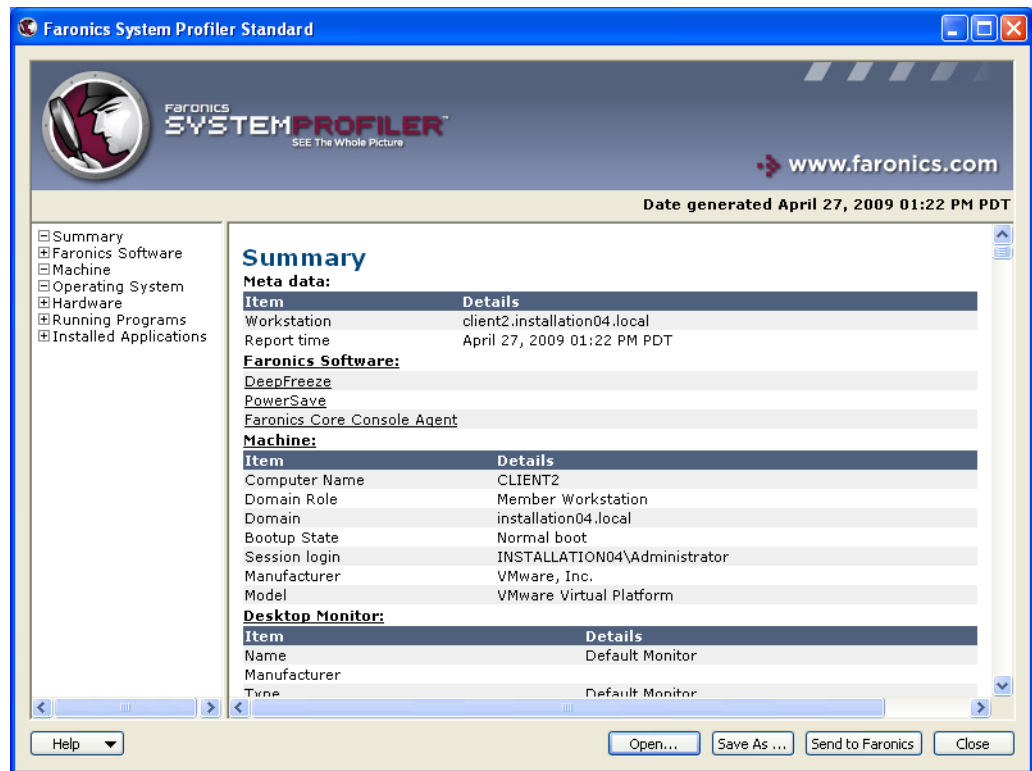 Faronics System Profiler Standard
Faronics
SYSTEMPROFILER™
SEE The Whole Picture
www.faronics.com
Date generated April 27, 2009 01:22 PM PDT
Summary
Faronics Software
Machine
Operating System
Hardware
Running Programs
Installed Applications
Summary
Meta data:
Item Details
Workstation client2.installation04.local
Report time April 27, 2009 01:22 PM PDT
Faronics Software:
DeepFreeze
PowerSave
Faronics Core Console Agent
Machine:
Item Details
Computer Name CLIENT2
Domain Role Member Workstation
Domain installation04.local
Bootup State Normal boot
Session login INSTALLATION04\Administrator
Manufacturer VMware, Inc.
Model VMware Virtual Platform
Desktop Monitor:
Item Details
Name Default Monitor
Manufacturer
Type Default Monitor
Help Open... Save As ... Send to Faronics Close